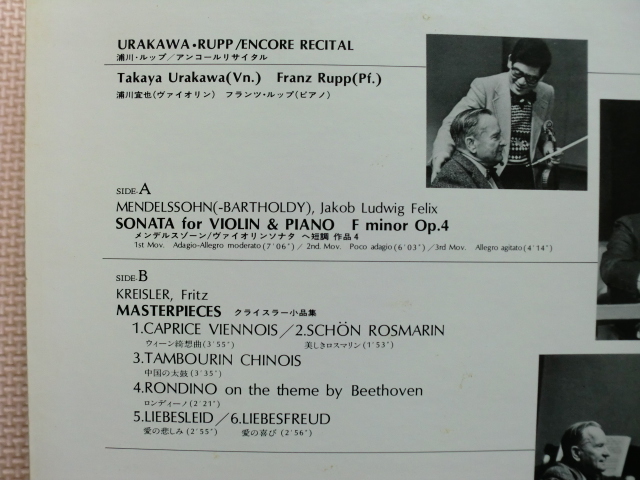 URAKAWA・RUPP/ENCORE RECITAL
浦川・ルップ/アンコールリサイタル
Takaya Urakawa(Vn.) Franz Rupp(Pf.)
浦川宜也(ヴァイオリン) フランツ・ルップ(ピアノ)
SIDE-A
MENDELSSOHN(-BARTHOLDY), Jakob Ludwig Felix
SONATA for VIOLIN & PIANO F minor Op.4
メンデルスゾーン/ヴァイオリンソナタ ヘ短調 作品4
1st Mov. Adagio-Allegro moderato(7'06") / 2nd. Mov. Poco adagio(6'03") /3rd Mov. Allegro agitato(4'14")
SIDE-B
KREISLER, Fritz
MASTERPIECES クライスラー小品集
1.CAPRICE VIENNOIS/2.SCHÖN ROSMARIN
ウィーン綺想曲(3'55") 美しきロスマリン(1'53")
3.TAMBOURIN CHINOIS
中国の太鼓(3'35")
4.RONDINO on the theme by Beethoven
ロンディーノ(2'21")
5.LIEBESLEID/6.LIEBESFREUD
愛の悲しみ(2'55") 愛の喜び(2'56")